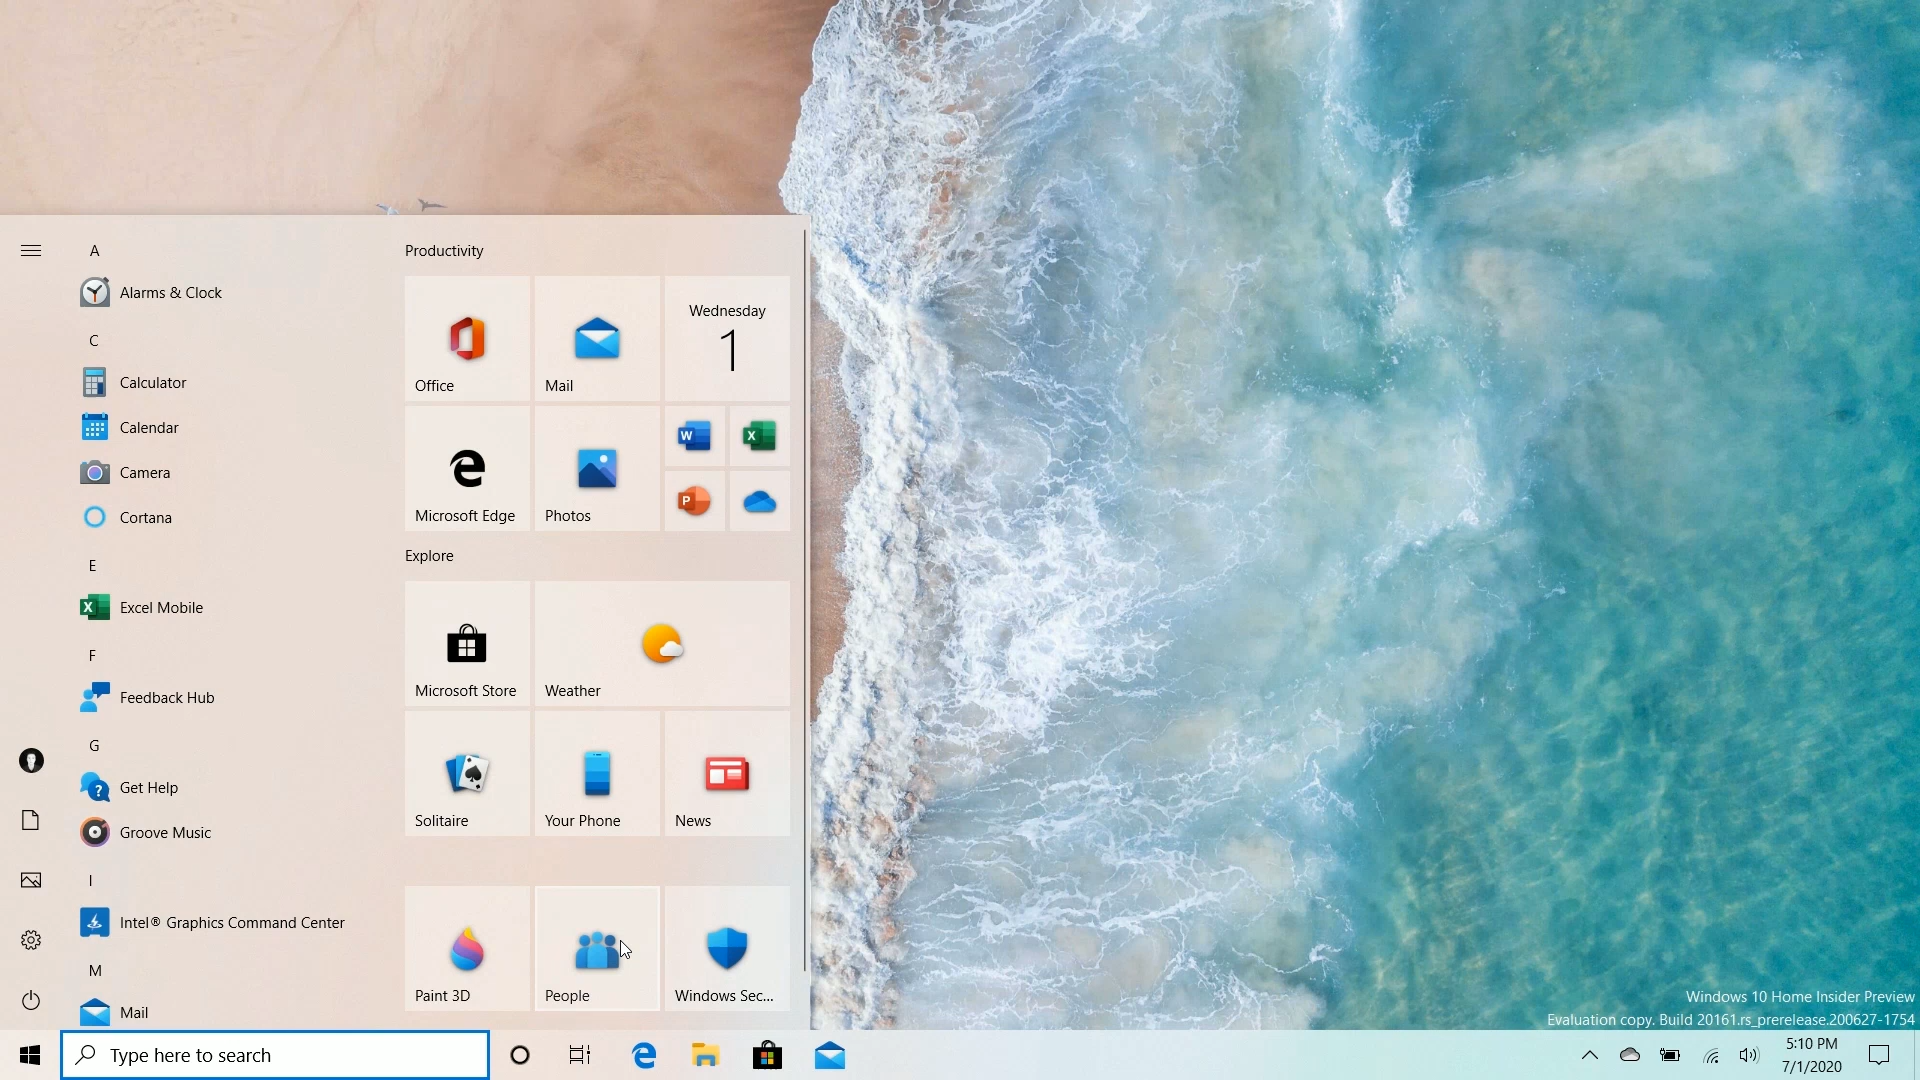 A
Alarms & Clock
C
Calculator
Calendar
Camera
Cortana
E
Excel Mobile
F
Feedback Hub
G
Get Help
Groove Music
I
Intel® Graphics Command Center
M
Mail
Productivity
Office
Mail
Wednesday
1
Microsoft Edge
Photos
W
X
P
Explore
Microsoft Store
Weather
Solitaire
Your Phone
News
Paint 3D
People
Windows Sec...
Windows 10 Home Insider Preview
Evaluation copy. Build 20161.rs_prerelease.200627-1754
Type here to search
5:10 PM
7/1/2020